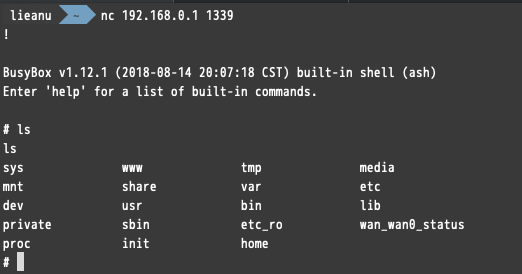 lieanu ~ nc 192.168.0.1 1339
!
BusyBox v1.12.1 (2018-08-14 20:07:18 CST) built-in shell (ash)
Enter 'help' for a list of built-in commands.
# ls
ls
sys www tmp media
mnt share var etc
dev usr bin lib
private sbin etc_ro wan_wan0_status
proc init home
#